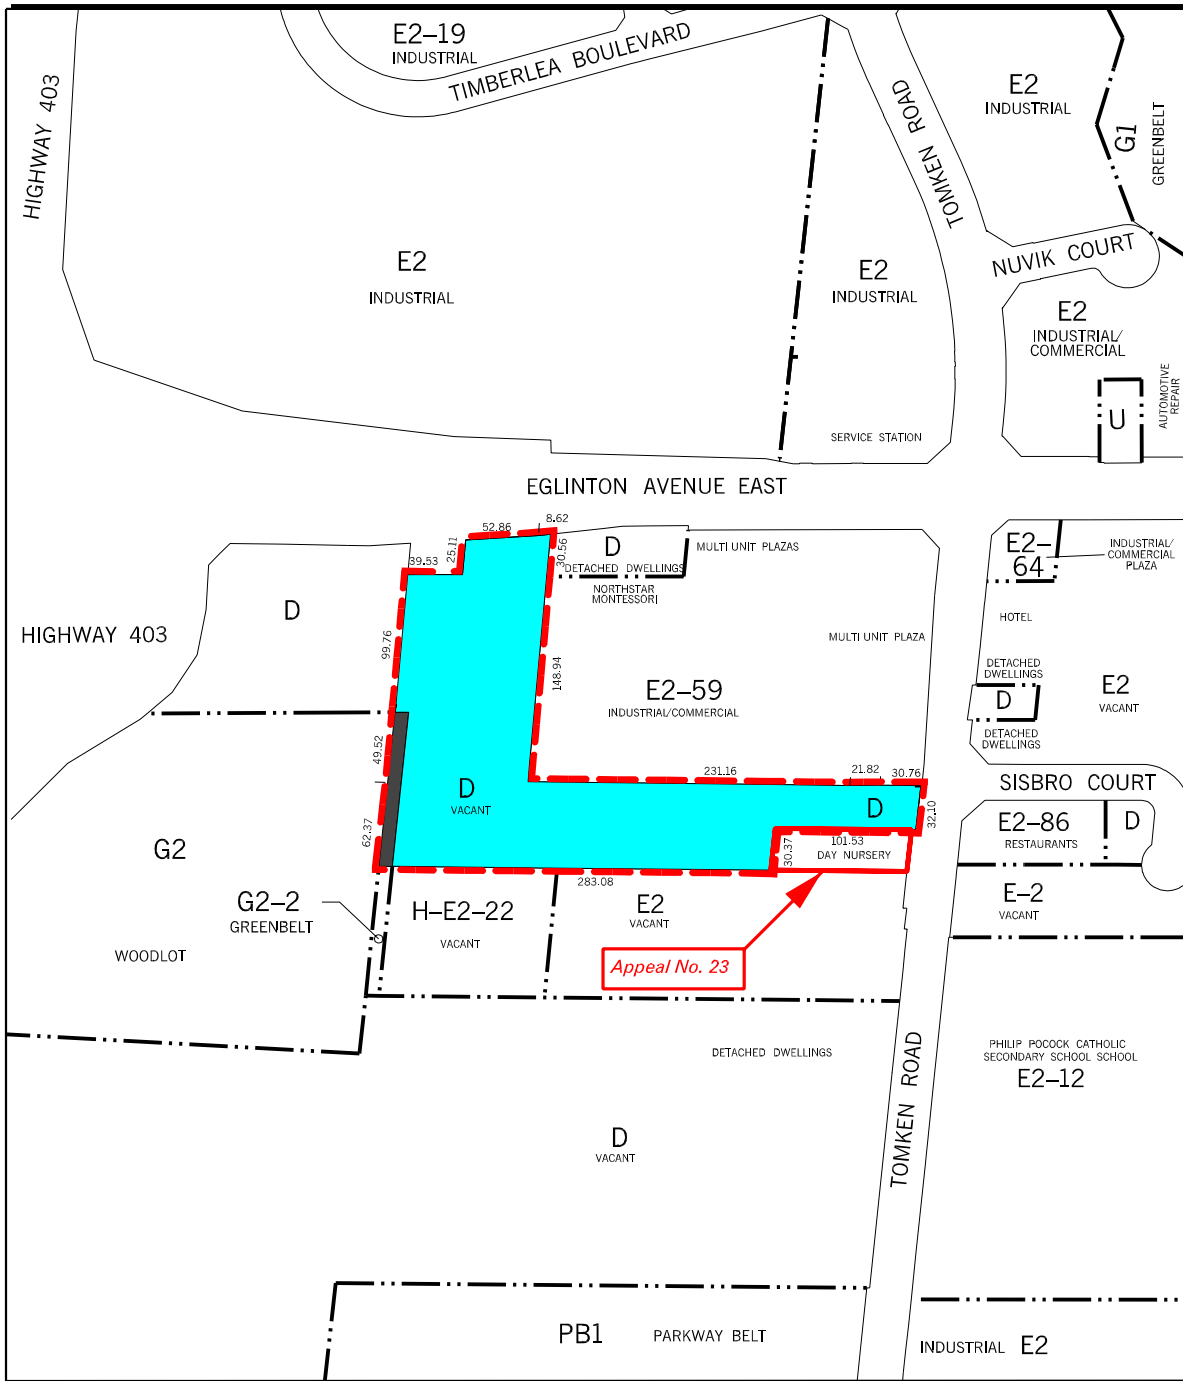 E2–19
INDUSTRIAL
TIMBERLEA BOULEVARD
HIGHWAY 403
TOMKEN ROAD
E2
INDUSTRIAL
G1
GREENBELT
NUVIK COURT
E2
INDUSTRIAL
E2
INDUSTRIAL
E2
INDUSTRIAL/
COMMERCIAL
AUTOMOTIVE
REPAIR
U
SERVICE STATION
EGLINTON AVENUE EAST
52.86
8.62
25.11
30.56
39.53
D
DETACHED DWELLINGS
MULTI UNIT PLAZAS
NORTHSTAR
MONTESSORI
E2–
64
INDUSTRIAL/
COMMERCIAL
PLAZA
HOTEL
D
HIGHWAY 403
99.76
148.94
MULTI UNIT PLAZA
E2–59
INDUSTRIAL/COMMERCIAL
DETACHED
DWELLINGS
D
DETACHED
DWELLINGS
E2
VACANT
49.52
231.16
21.82
30.76
SISBRO COURT
D
VACANT
D
32.10
E2–86
RESTAURANTS
D
62.37
G2
30.37
101.53
DAY NURSERY
283.08
G2–2
GREENBELT
H–E2–22
VACANT
E2
VACANT
E–2
VACANT
WOODLOT
Appeal No. 23
DETACHED DWELLINGS
TOMKEN ROAD
PHILIP POCOCK CATHOLIC
SECONDARY SCHOOL SCHOOL
E2–12
D
VACANT
PB1
PARKWAY BELT
INDUSTRIAL E2